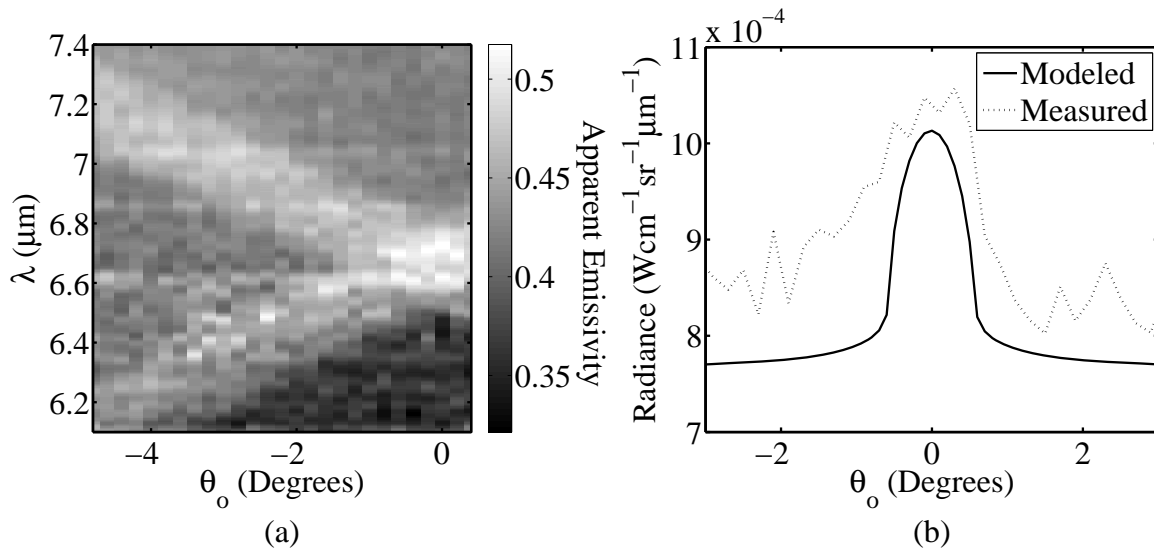 7.4
7.2
7
6.8
6.6
6.4
6.2
−4
−2
0
λ (μm)
θo (Degrees)
0.5
0.45
0.4
0.35
Apparent Emissivity
(a)
x 10−4
11
10
9
8
7
−2
0
2
Radiance (Wcm−1sr−1μm−1)
θo (Degrees)
Modeled
Measured
(b)